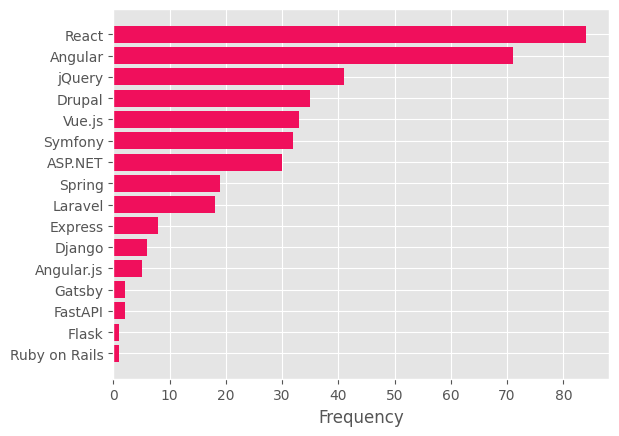 React
Angular
jQuery
Drupal
Vue.js
Symfony
ASP.NET
Spring
Laravel
Express
Django
Angular.js
Gatsby
FastAPI
Flask
Ruby on Rails
0 10 20 30 40 50 60 70 80
Frequency